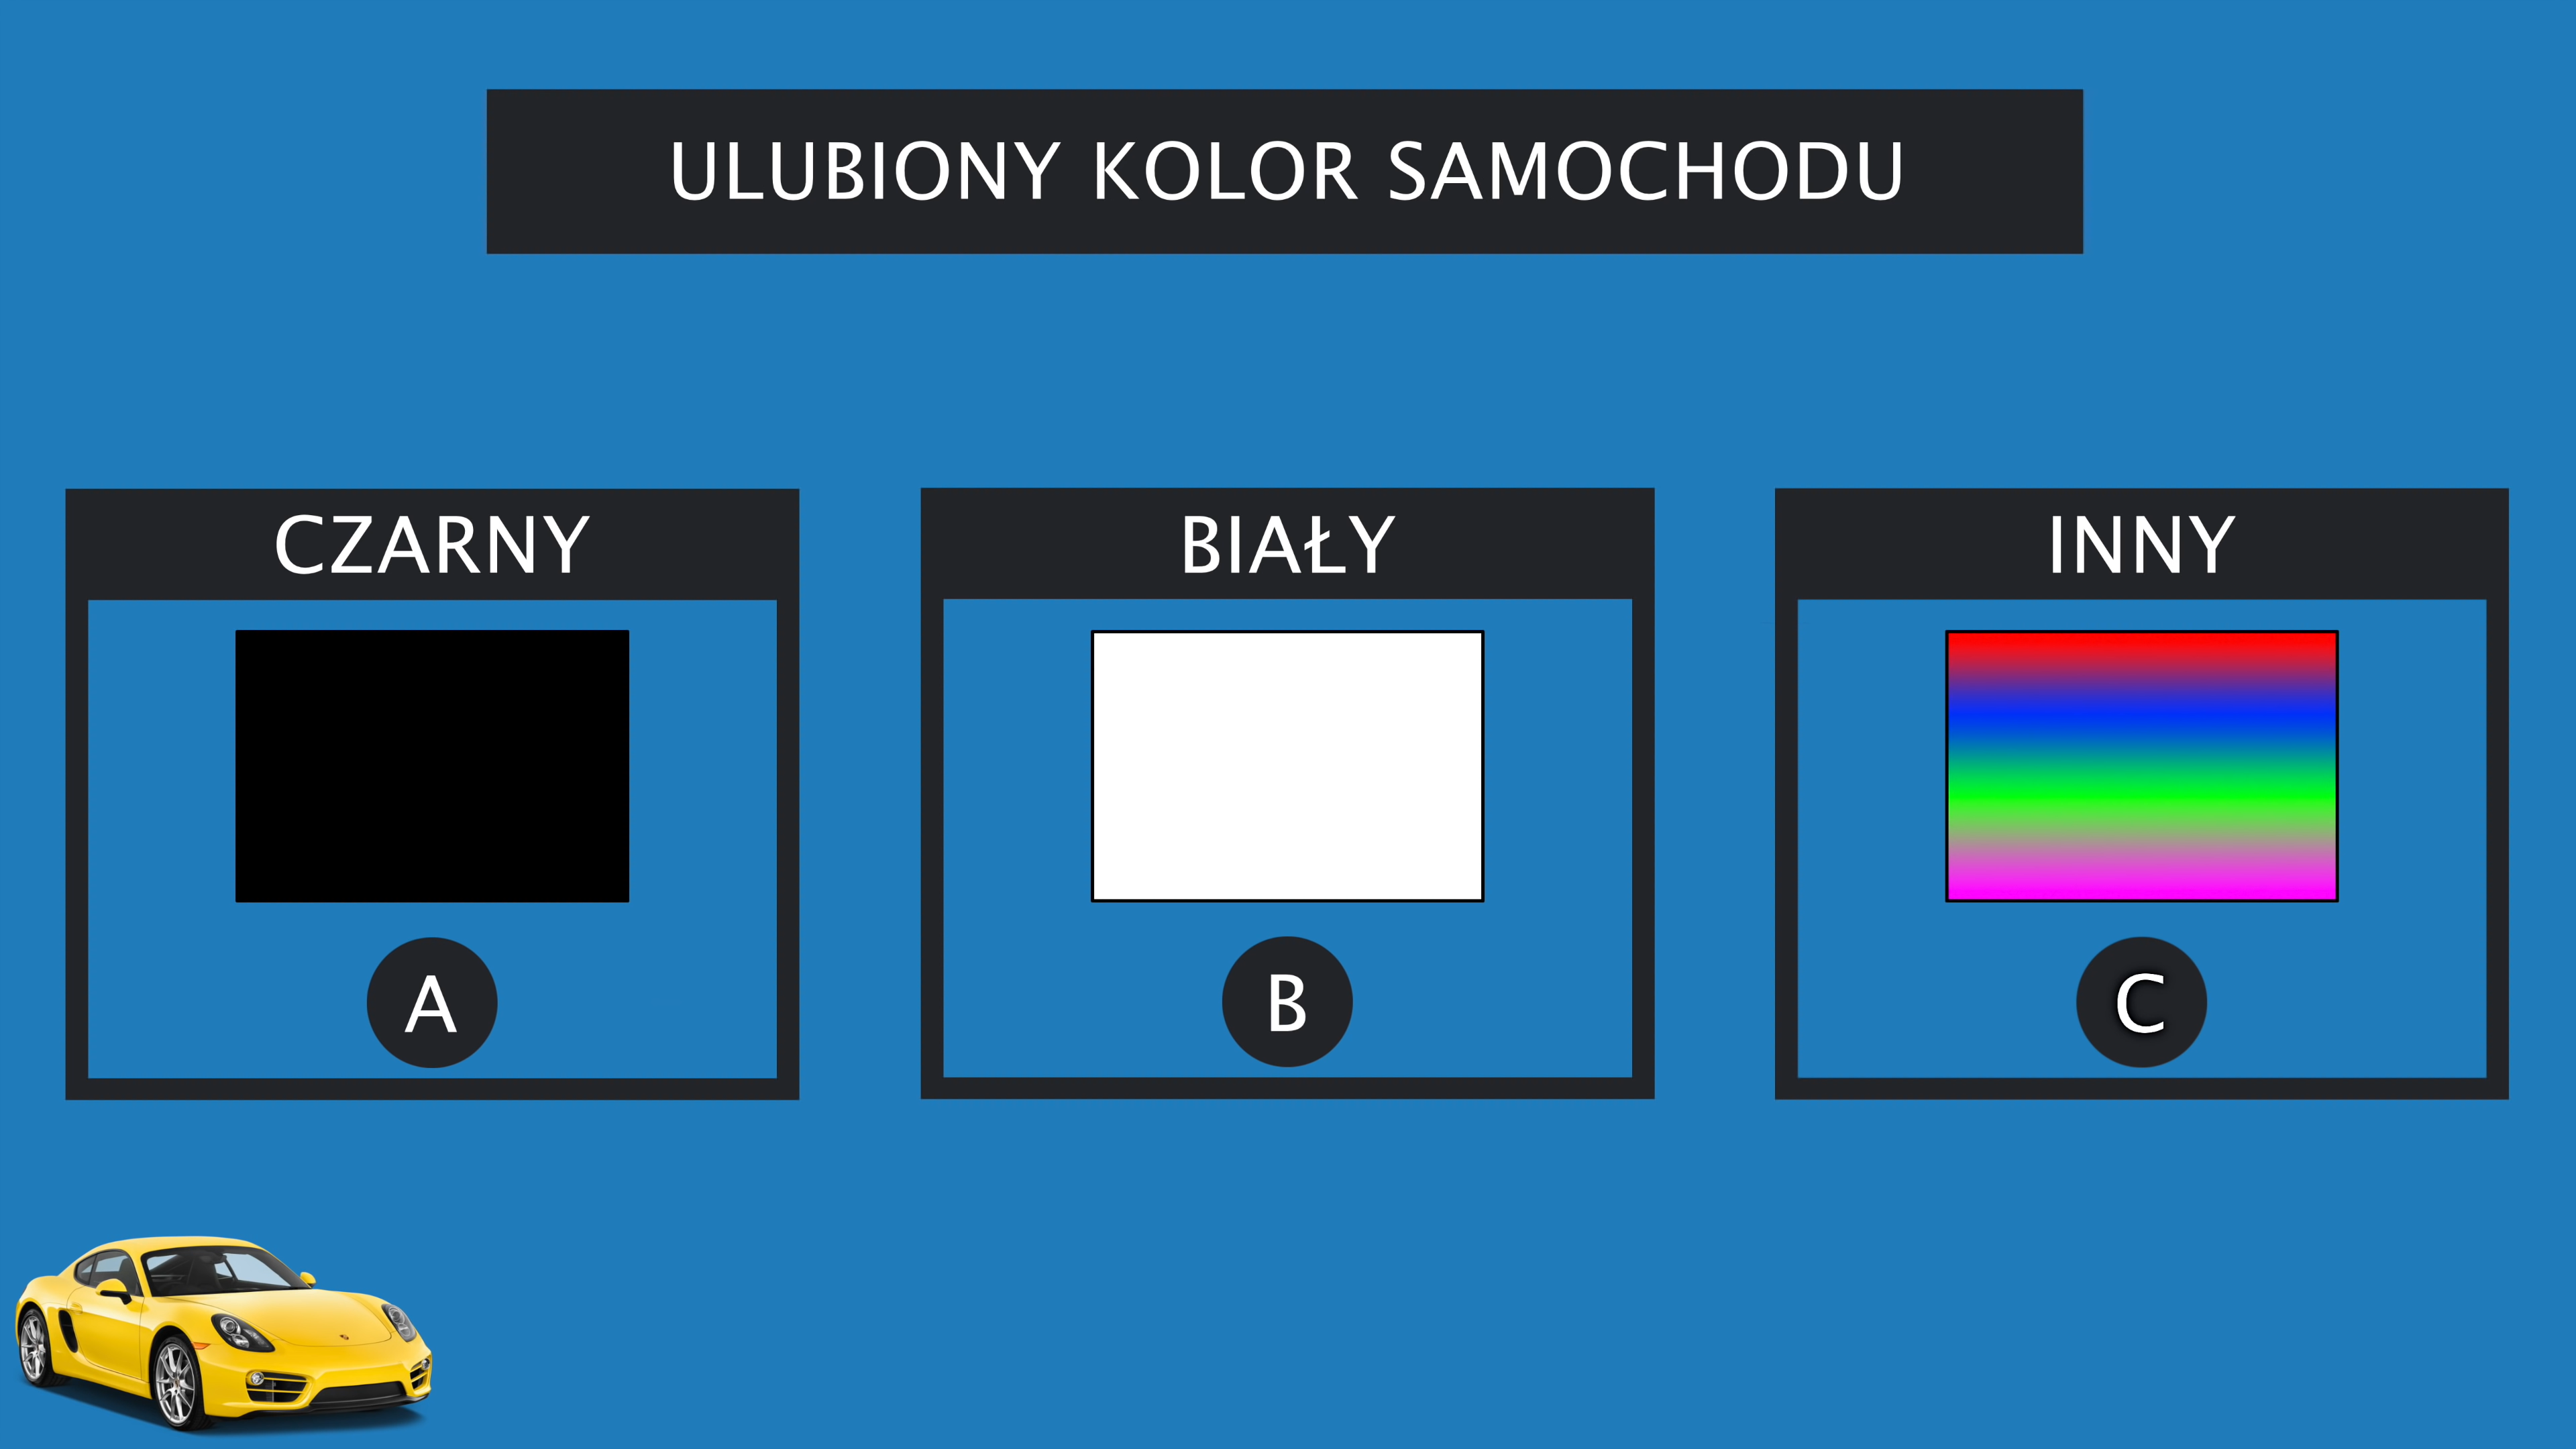 ULUBIONY KOLOR SAMOCHODU
CZARNY
BIAŁY
INNY
A
B
C